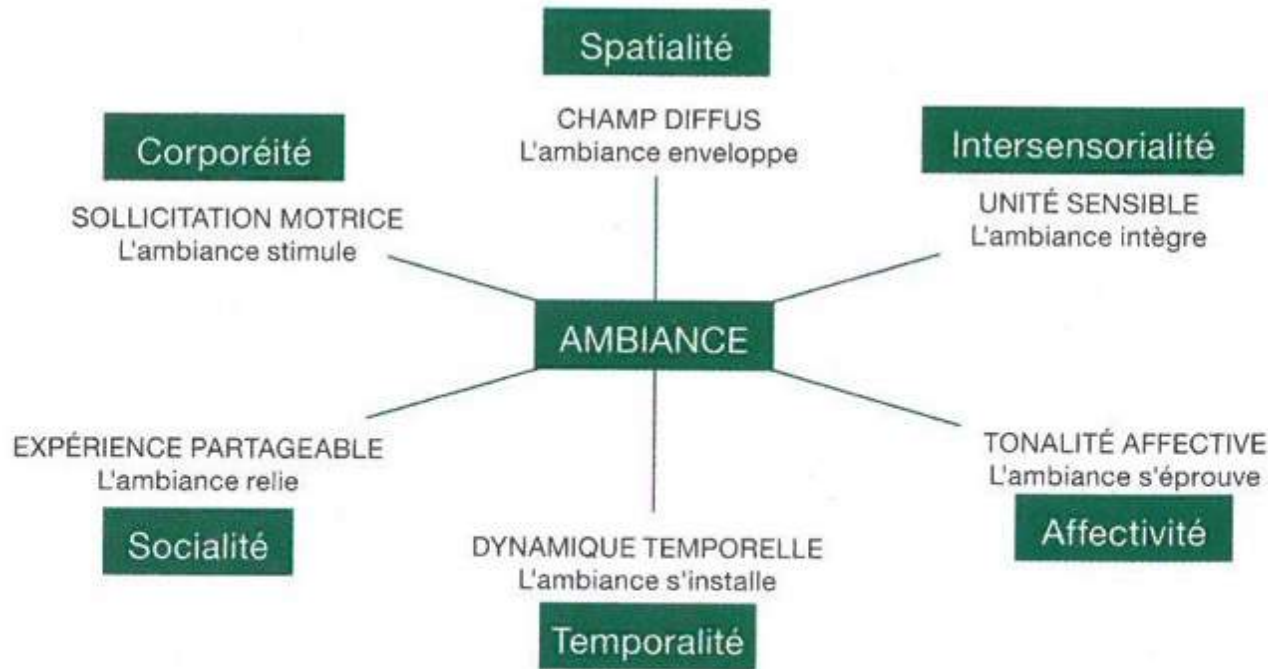 Spatialité
CHAMP DIFFUS
L'ambiance enveloppe
Corporéité
SOLLICITATION MOTRICE
L'ambiance stimule
Intersensorialité
UNITÉ SENSIBLE
L'ambiance intègre
AMBIANCE
EXPÉRIENCE PARTAGEABLE
L'ambiance relie
Socialité
DYNAMIQUE TEMPORELLE
L'ambiance s'installe
Temporalité
TONALITÉ AFFECTIVE
L'ambiance s'éprouve
Affectivité